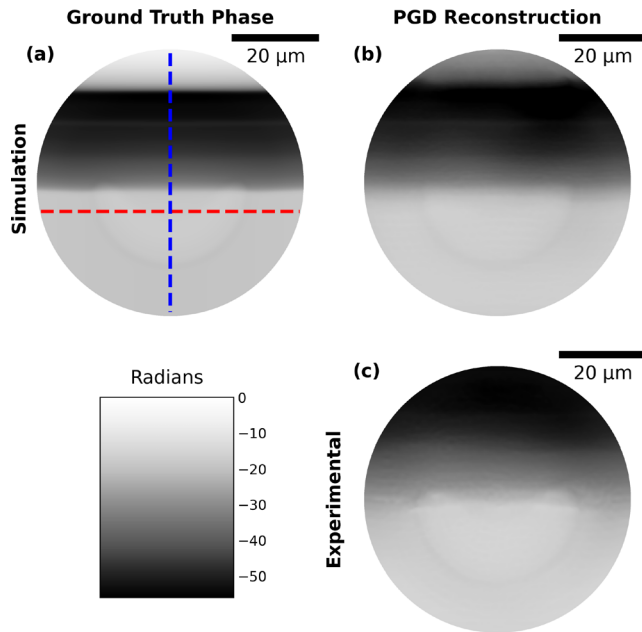 Ground Truth Phase
PGD Reconstruction
20 μm
20 μm
(a)
(b)
Simulation
20 μm
(c)
Radians
0
−10
−20
−30
−40
−50
Experimental